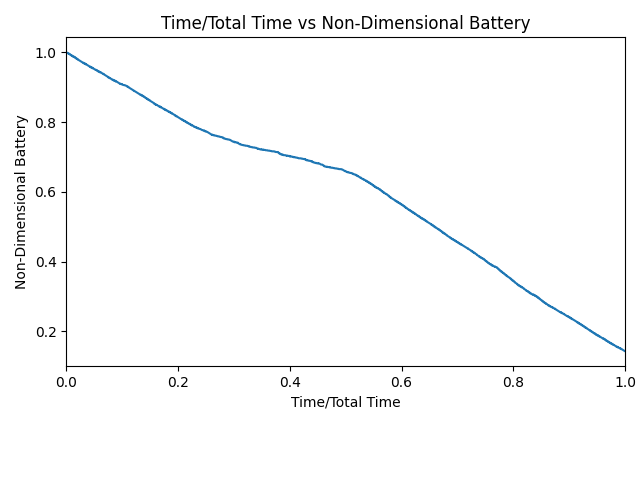 Time/Total Time vs Non-Dimensional Battery
1.0
0.8
0.6
0.4
0.2
Non-Dimensional Battery
0.0 0.2 0.4 0.6 0.8 1.0
Time/Total Time